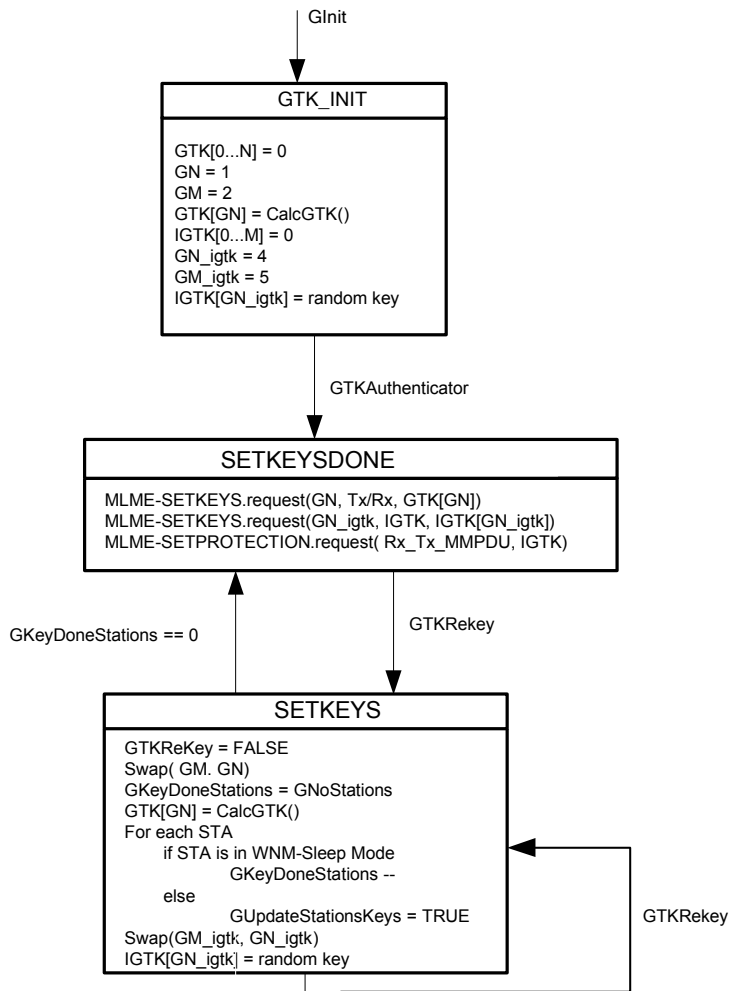 GInit
GTK_INIT
GTK[0...N] = 0
GN = 1
GM = 2
GTK[GN] = CalcGTK()
IGTK[0...M] = 0
GN_igtk = 4
GM_igtk = 5
IGTK[GN_igtk] = random key
GTKAuthenticator
SETKEYSDONE
MLME-SETKEYS.request(GN, Tx/Rx, GTK[GN])
MLME-SETKEYS.request(GN_igtk, IGTK, IGTK[GN_igtk])
MLME-SETPROTECTION.request( Rx_Tx_MMPDU, IGTK)
GKeyDoneStations == 0
GTKRekey
SETKEYS
GTKReKey = FALSE
Swap( GM. GN)
GKeyDoneStations = GNoStations
GTK[GN] = CalcGTK()
For each STA
if STA is in WNM-Sleep Mode
GKeyDoneStations --
else
GUpdateStationsKeys = TRUE
Swap(GM_igtk, GN_igtk)
IGTK[GN_igtk] = random key
GTKRekey